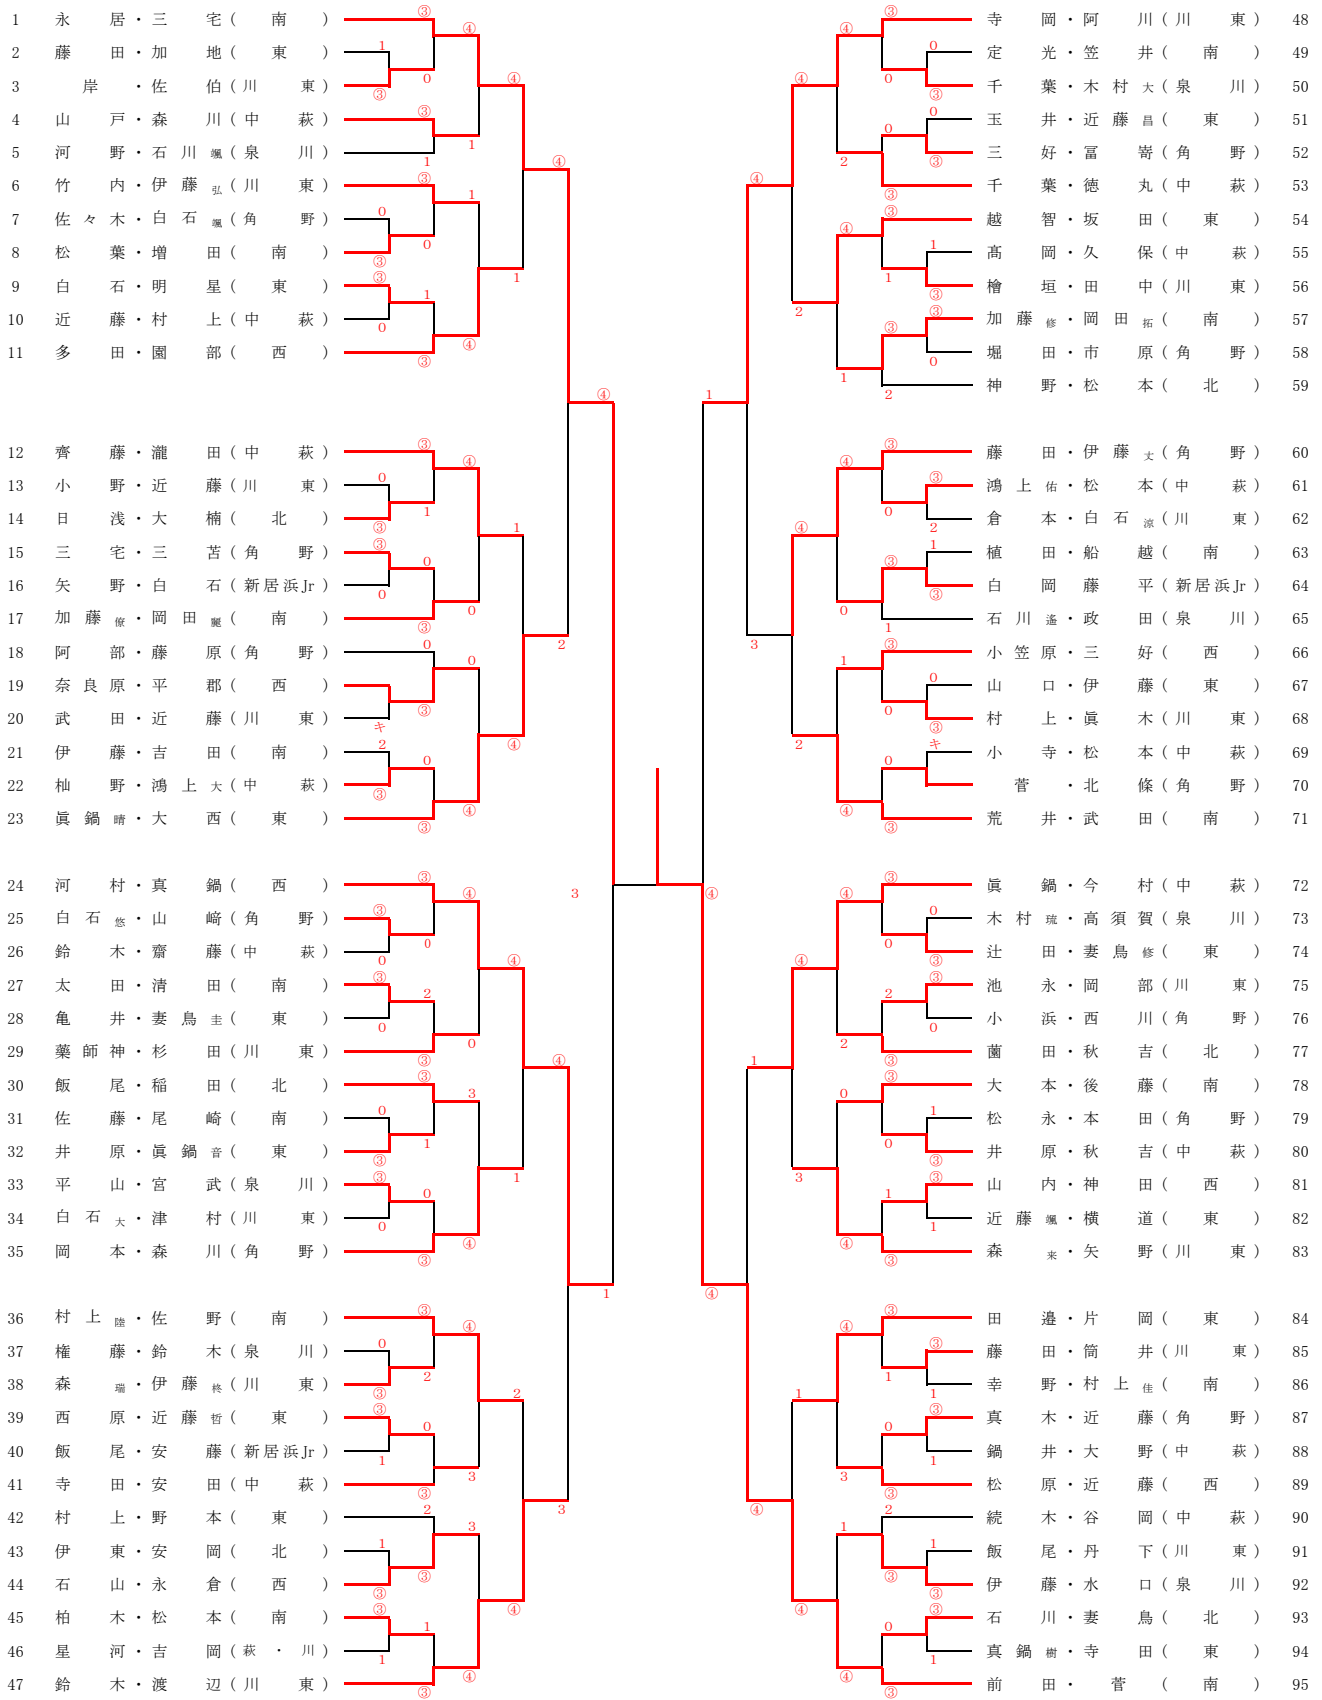 1 永居・三宅(南)
2 藤田・加地(東)
3 岸・佐伯(川東)
4 山戸・森川(中萩)
5 河野・石川颯(泉川)
6 竹内・伊藤弘(川東)
7 佐々木・白石颯(角野)
8 松葉・増田(南)
9 白石・明星(東)
10 近藤・村上(中萩)
11 多田・園部(西)
12 齊藤・瀧田(中萩)
13 小野・近藤(川東)
14 日浅・大楠(北)
15 三宅・三苫(角野)
16 矢野・白石(新居浜Jr)
17 加藤僚・岡田麗(南)
18 阿部・藤原(角野)
19 奈良原・平郡(西)
20 武田・近藤(川東)
21 伊藤・吉田(南)
22 杣野・鴻上大(中萩)
23 眞鍋晴・大西(東)
24 河村・真鍋(西)
25 白石悠・山﨑(角野)
26 鈴木・齋藤(中萩)
27 太田・清田(南)
28 亀井・妻鳥圭(東)
29 藥師神・杉田(川東)
30 飯尾・稲田(北)
31 佐藤・尾崎(南)
32 井原・眞鍋音(東)
33 平山・宮武(泉川)
34 白石大・津村(川東)
35 岡本・森川(角野)
36 村上陸・佐野(南)
37 権藤・鈴木(泉川)
38 森瑞・伊藤柊(川東)
39 西原・近藤哲(東)
40 飯尾・安藤(新居浜Jr)
41 寺田・安田(中萩)
42 村上・野本(東)
43 伊東・安岡(北)
44 石山・永倉(西)
45 柏木・松本(南)
46 星河・吉岡(萩・川)
47 鈴木・渡辺(川東)
寺岡・阿川(川東) 48
定光・笠井(南) 49
千葉・木村大(泉川) 50
玉井・近藤昌(東) 51
三好・冨嵜(角野) 52
千葉・徳丸(中萩) 53
越智・坂田(東) 54
髙岡・久保(中萩) 55
檜垣・田中(川東) 56
加藤修・岡田拓(南) 57
堀田・市原(角野) 58
神野・松本(北) 59
藤田・伊藤丈(角野) 60
鴻上佑・松本(中萩) 61
倉本・白石涼(川東) 62
植田・船越(南) 63
白岡藤平(新居浜Jr) 64
石川遙・政田(泉川) 65
小笠原・三好(西) 66
山口・伊藤(東) 67
村上・眞木(川東) 68
小寺・松本(中萩) 69
菅・北條(角野) 70
荒井・武田(南) 71
眞鍋・今村(中萩) 72
木村琉・高須賀(泉川) 73
辻田・妻鳥修(東) 74
池永・岡部(川東) 75
小浜・西川(角野) 76
薗田・秋吉(北) 77
大本・後藤(南) 78
松永・本田(角野) 79
井原・秋吉(中萩) 80
山内・神田(西) 81
近藤颯・横道(東) 82
森来・矢野(川東) 83
田邉・片岡(東) 84
藤田・筒井(川東) 85
幸野・村上佳(南) 86
真木・近藤(角野) 87
鍋井・大野(中萩) 88
松原・近藤(西) 89
続木・谷岡(中萩) 90
飯尾・丹下(川東) 91
伊藤・水口(泉川) 92
石川・妻鳥(北) 93
真鍋樹・寺田(東) 94
前田・菅(南) 95